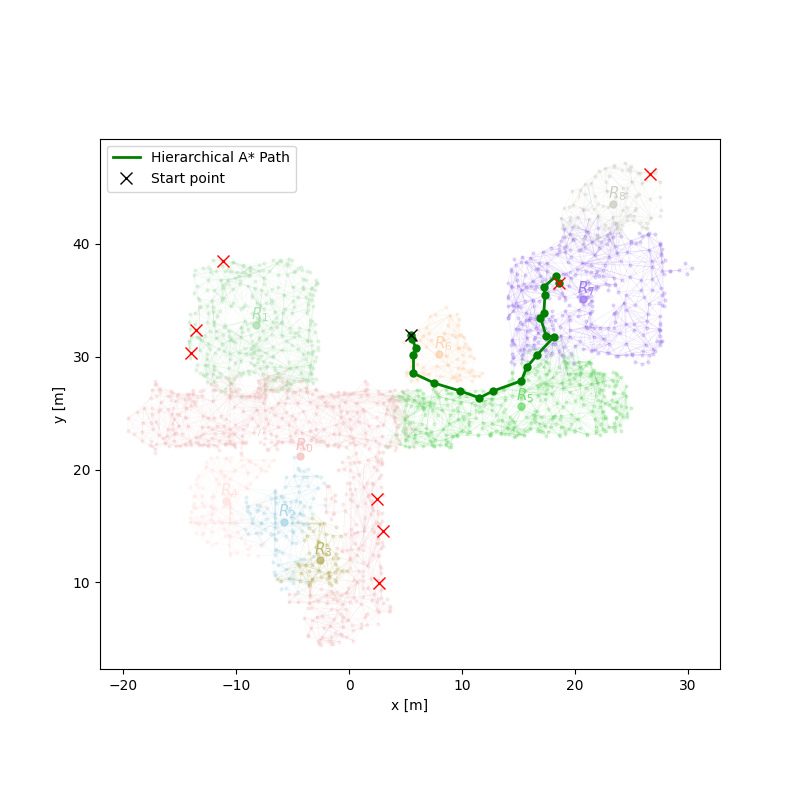 Hierarchical A* Path
Start point
R8
R7
R1
R6
R5
R0
R2
R3
40
30
20
10
−20
−10
0
10
20
30
x [m]
y [m]